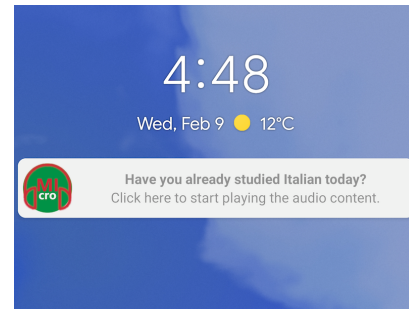 4:48
Wed, Feb 9 12°C
Mi
cro
Have you already studied Italian today?
Click here to start playing the audio content.